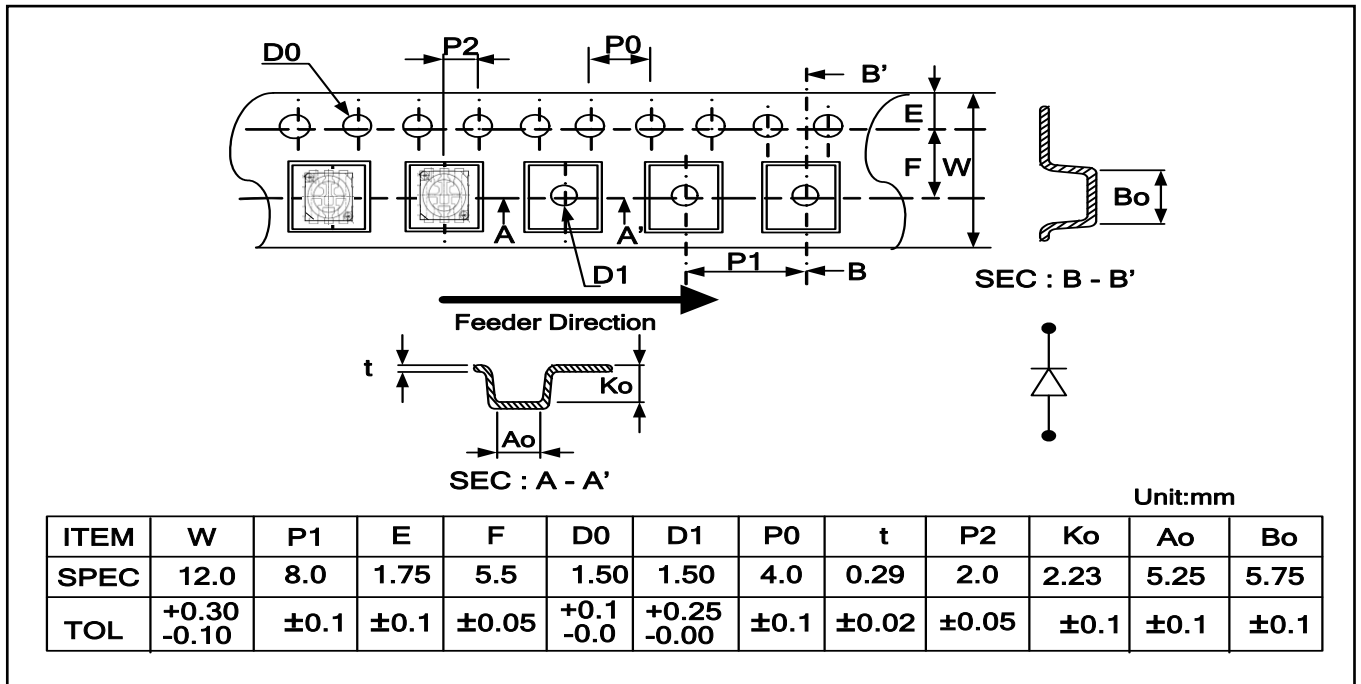 P2
P0
D0
B'
E
F
W
A
A'
D1
P1
B
Bo
SEC : B - B'
Feeder Direction
t
Ko
Ao
SEC : A - A'
Unit:mm
ITEM W P1 E F D0 D1 P0 t P2 Ko Ao Bo
SPEC 12.0 8.0 1.75 5.5 1.50 1.50 4.0 0.29 2.0 2.23 5.25 5.75
TOL +0.30 -0.10 ±0.1 ±0.1 ±0.05 +0.1 -0.0 +0.25 -0.00 ±0.1 ±0.02 ±0.05 ±0.1 ±0.1 ±0.1